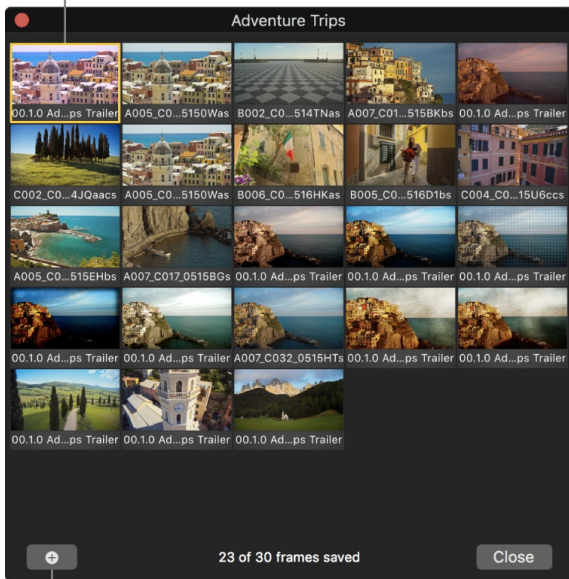 Adventure Trips
00.1.0 Ad...ps Trailer A005_C0...5150Was B002_C0...514TNas A007_C01...515BKbs 00.1.0 Ad...ps Trailer
C002_C0...4JQaacs A005_C0...5150Was B006_C0...516HKas B005_C0...516D1bs C004_C0...15U6ccs
A005_C0...515EHbs A007_C017_0515BGs 00.1.0 Ad...ps Trailer 00.1.0 Ad...ps Trailer 00.1.0 Ad...ps Trailer
00.1.0 Ad...ps Trailer 00.1.0 Ad...ps Trailer A007_C032_0515HTs 00.1.0 Ad...ps Trailer 00.1.0 Ad...ps Trailer
00.1.0 Ad...ps Trailer 00.1.0 Ad...ps Trailer 00.1.0 Ad...ps Trailer
23 of 30 frames saved Close